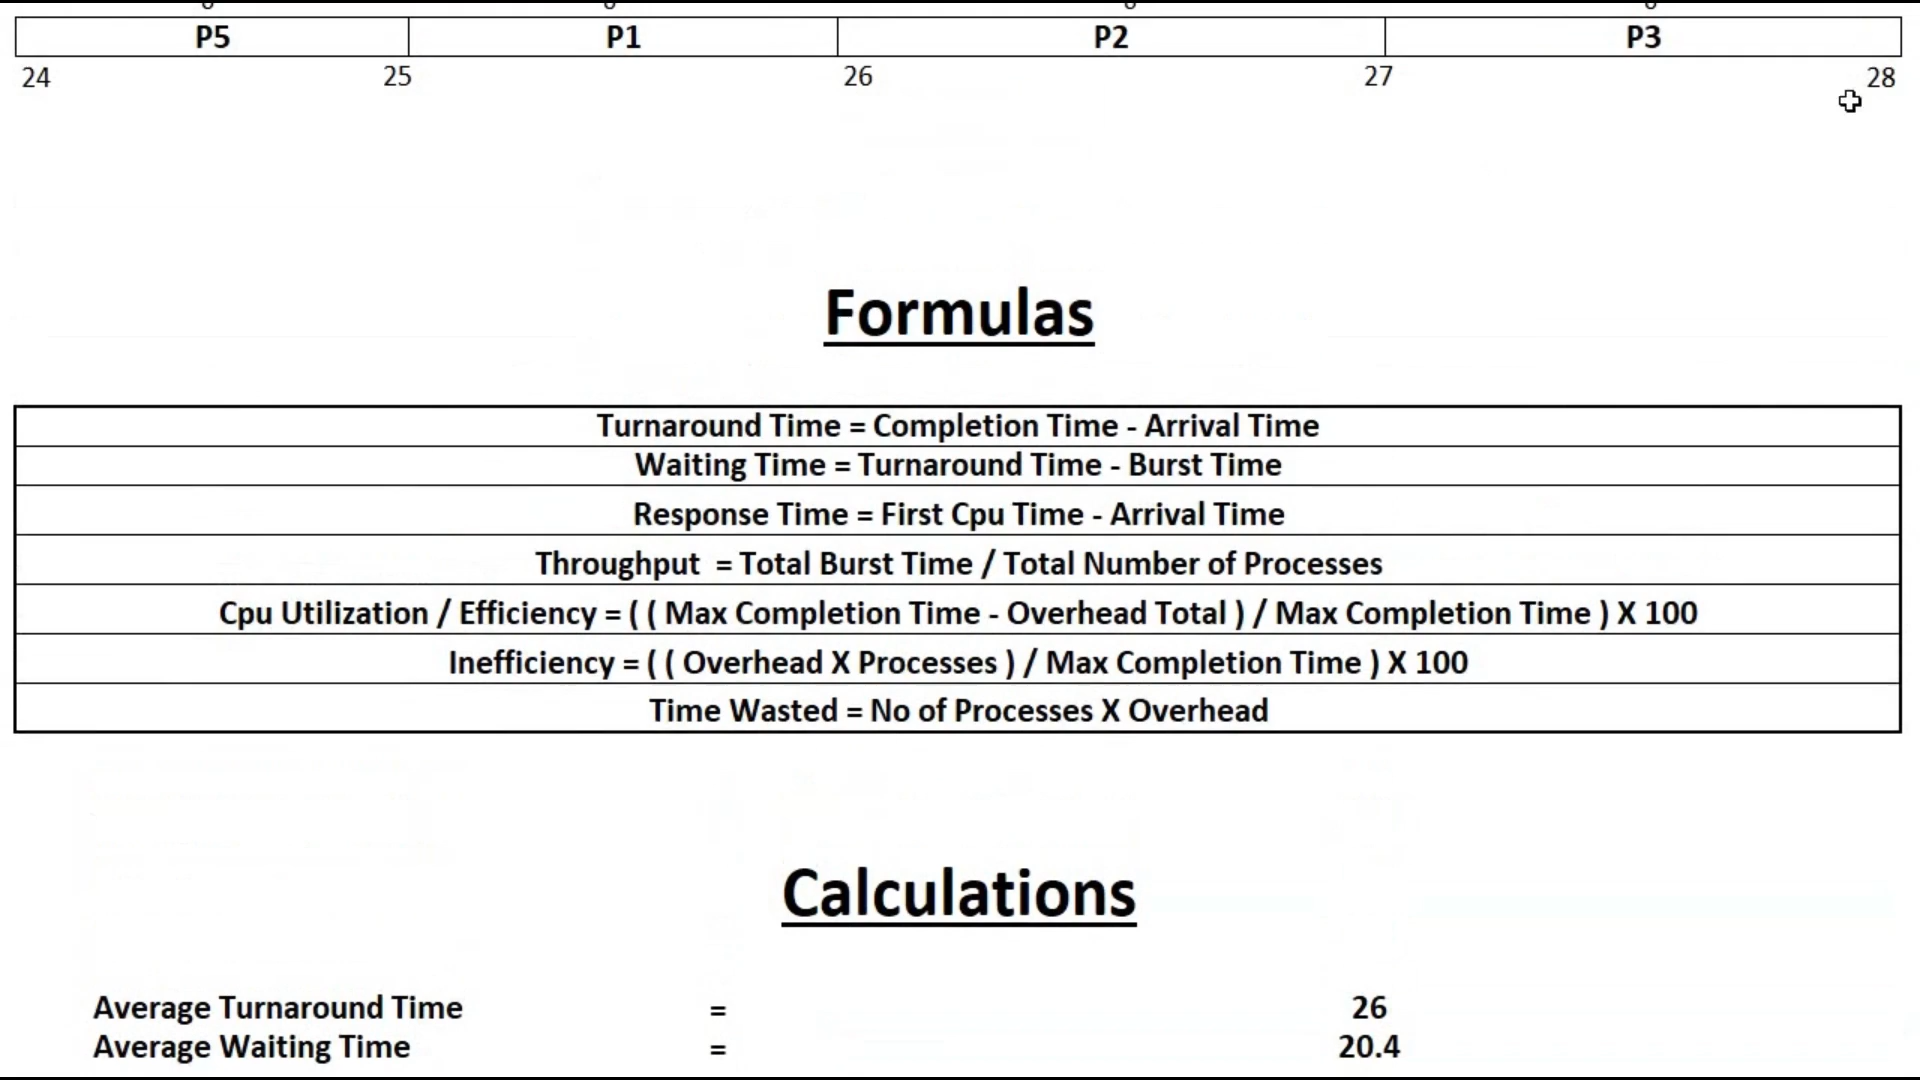 P5 P1 P2 P3
24 25 26 27 28
Formulas
Turnaround Time = Completion Time - Arrival Time
Waiting Time = Turnaround Time - Burst Time
Response Time = First Cpu Time - Arrival Time
Throughput = Total Burst Time / Total Number of Processes
Cpu Utilization / Efficiency = ( ( Max Completion Time - Overhead Total ) / Max Completion Time ) X 100
Inefficiency = ( ( Overhead X Processes ) / Max Completion Time ) X 100
Time Wasted = No of Processes X Overhead
Calculations
Average Turnaround Time = 26
Average Waiting Time = 20.4